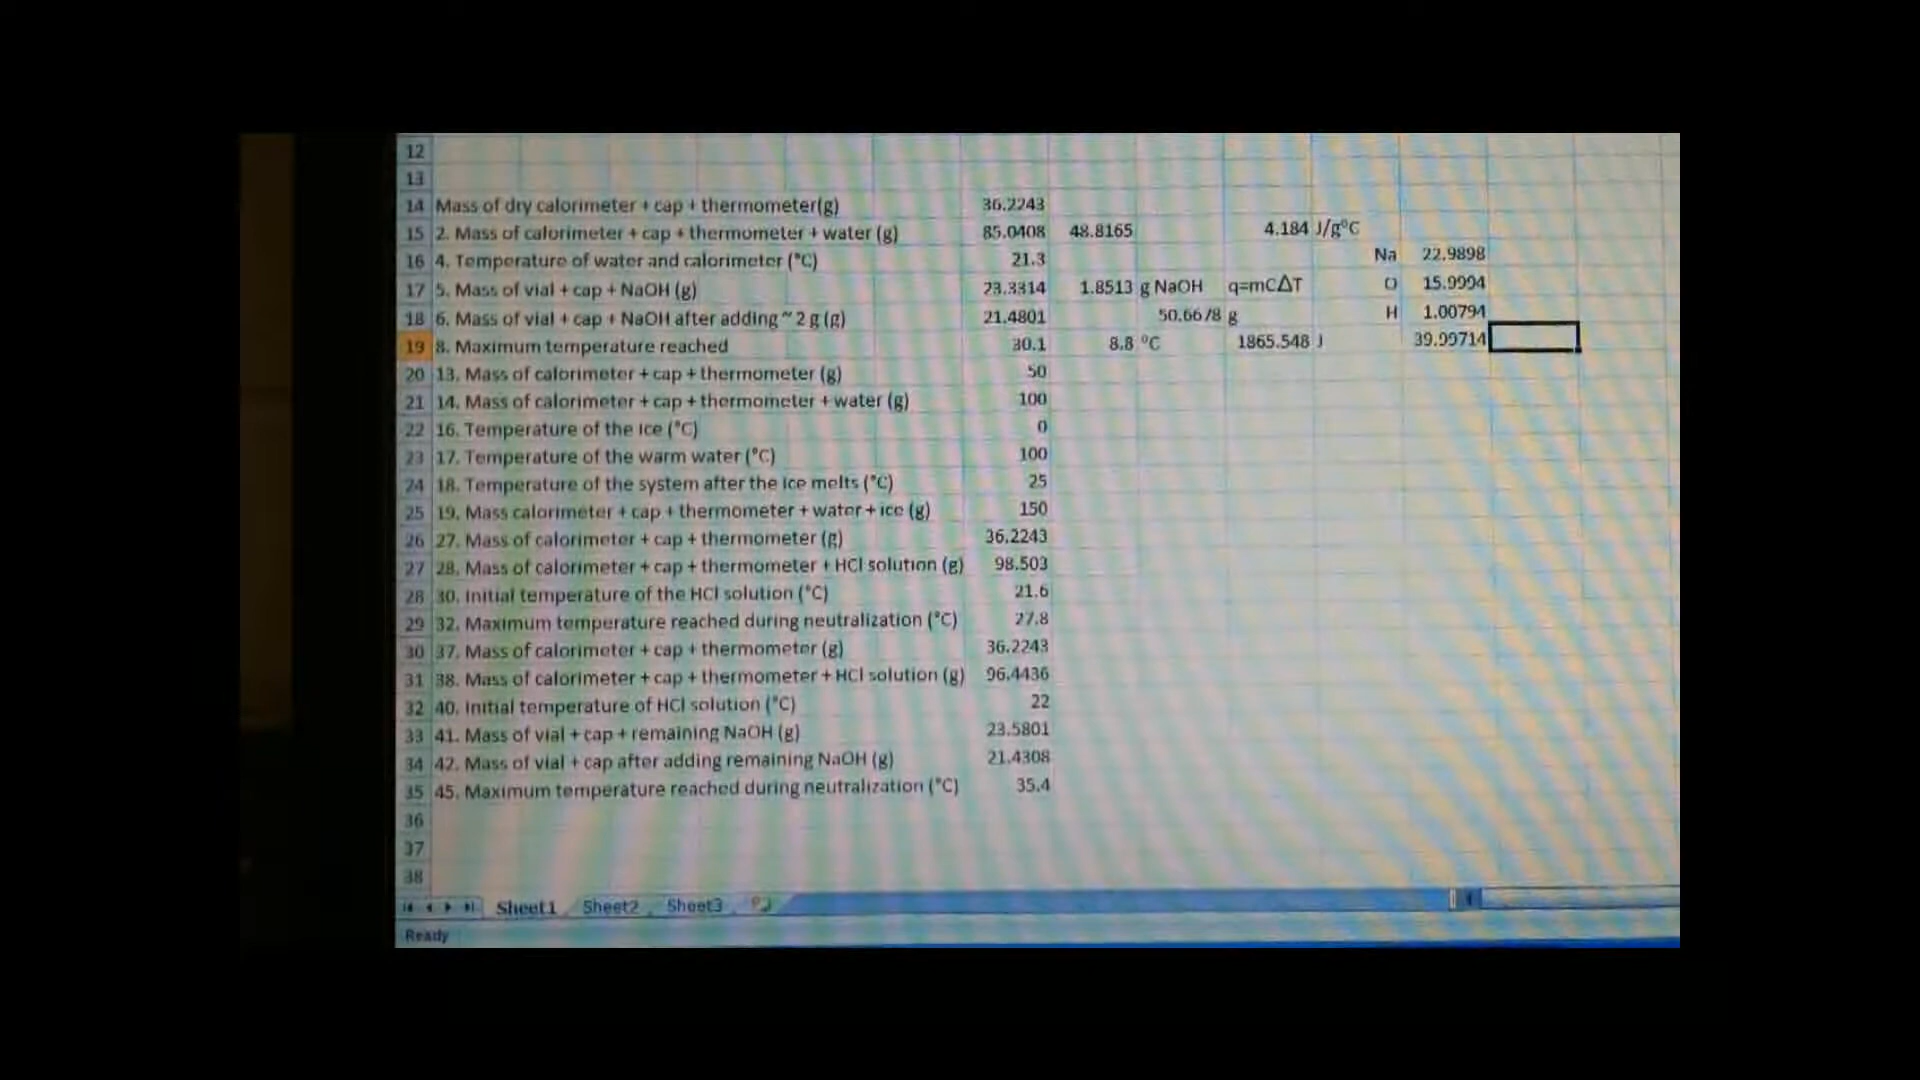 12
13
14 Mass of dry calorimeter + cap + thermometer(g) 36.2243
15 2. Mass of calorimeter + cap + thermometer + water (g) 85.0408 48.8165 4.184 J/g°C
Na 22.9898
16 4. Temperature of water and calorimeter (°C) 21.3
17 5. Mass of vial + cap + NaOH (g) 23.3314 1.8513 g NaOH q=mCΔT O 15.9994
18 6. Mass of vial + cap + NaOH after adding ~ 2 g (g) 21.4801 50.6678 g H 1.00794
19 8. Maximum temperature reached 30.1 8.8 °C 1865.548 J 39.99714
20 13. Mass of calorimeter + cap + thermometer (g) 50
21 14. Mass of calorimeter + cap + thermometer + water (g) 100
22 16. Temperature of the ice (°C) 0
23 17. Temperature of the warm water (°C) 100
24 18. Temperature of the system after the ice melts (°C) 25
25 19. Mass calorimeter + cap + thermometer + water + ice (g) 150
26 27. Mass of calorimeter + cap + thermometer (g) 36.2243
27 28. Mass of calorimeter + cap + thermometer + HCl solution (g) 98.503
28 30. Initial temperature of the HCl solution (°C) 21.6
29 32. Maximum temperature reached during neutralization (°C) 27.8
30 37. Mass of calorimeter + cap + thermometer (g) 36.2243
31 38. Mass of calorimeter + cap + thermometer + HCl solution (g) 96.4436
32 40. Initial temperature of HCl solution (°C) 22
33 41. Mass of vial + cap + remaining NaOH (g) 23.5801
34 42. Mass of vial + cap after adding remaining NaOH (g) 21.4308
35 45. Maximum temperature reached during neutralization (°C) 35.4
36
37
38
Sheet1 Sheet2 Sheet3
Ready